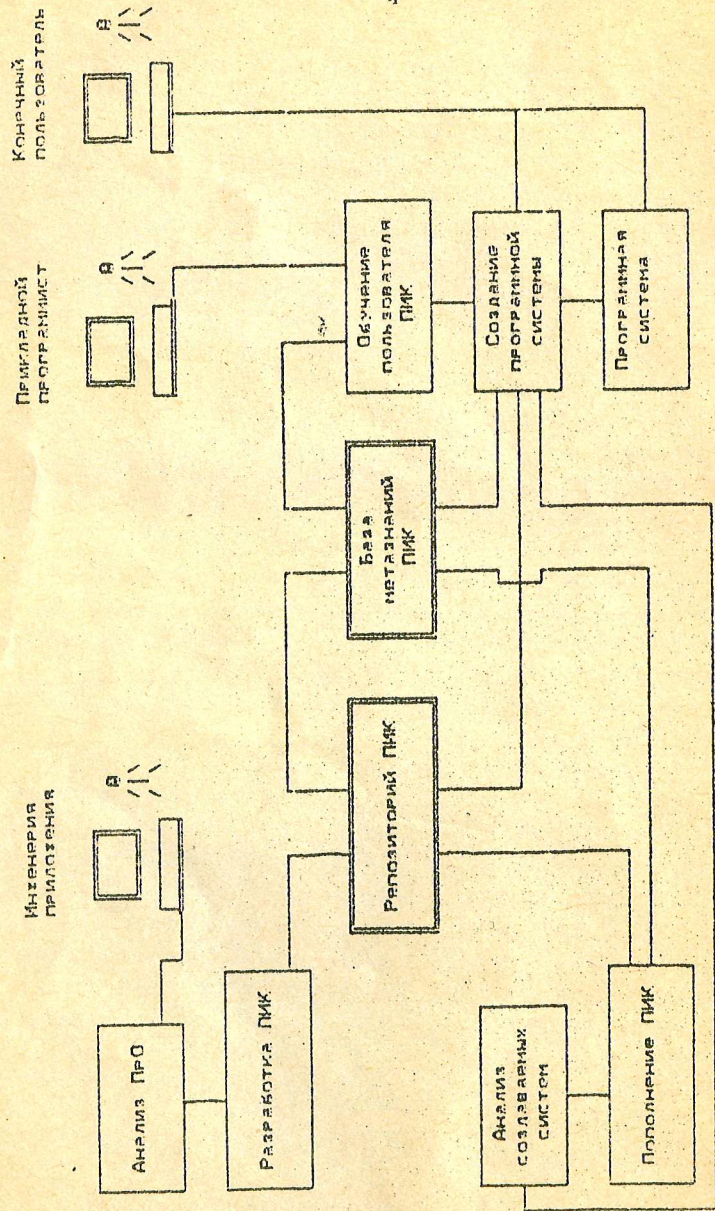 Инженерия
приложения
Прикладной
программист
Конечный
пользователь
Анализ ПрО
Разработка ПИК
Репозиторий ПИК
База
метазнаний
ПИК
Обучение
пользователя
ПИК
Анализ
создаваемых
систем
Создание
программной
системы
Пополнение ПИК
Программная
система